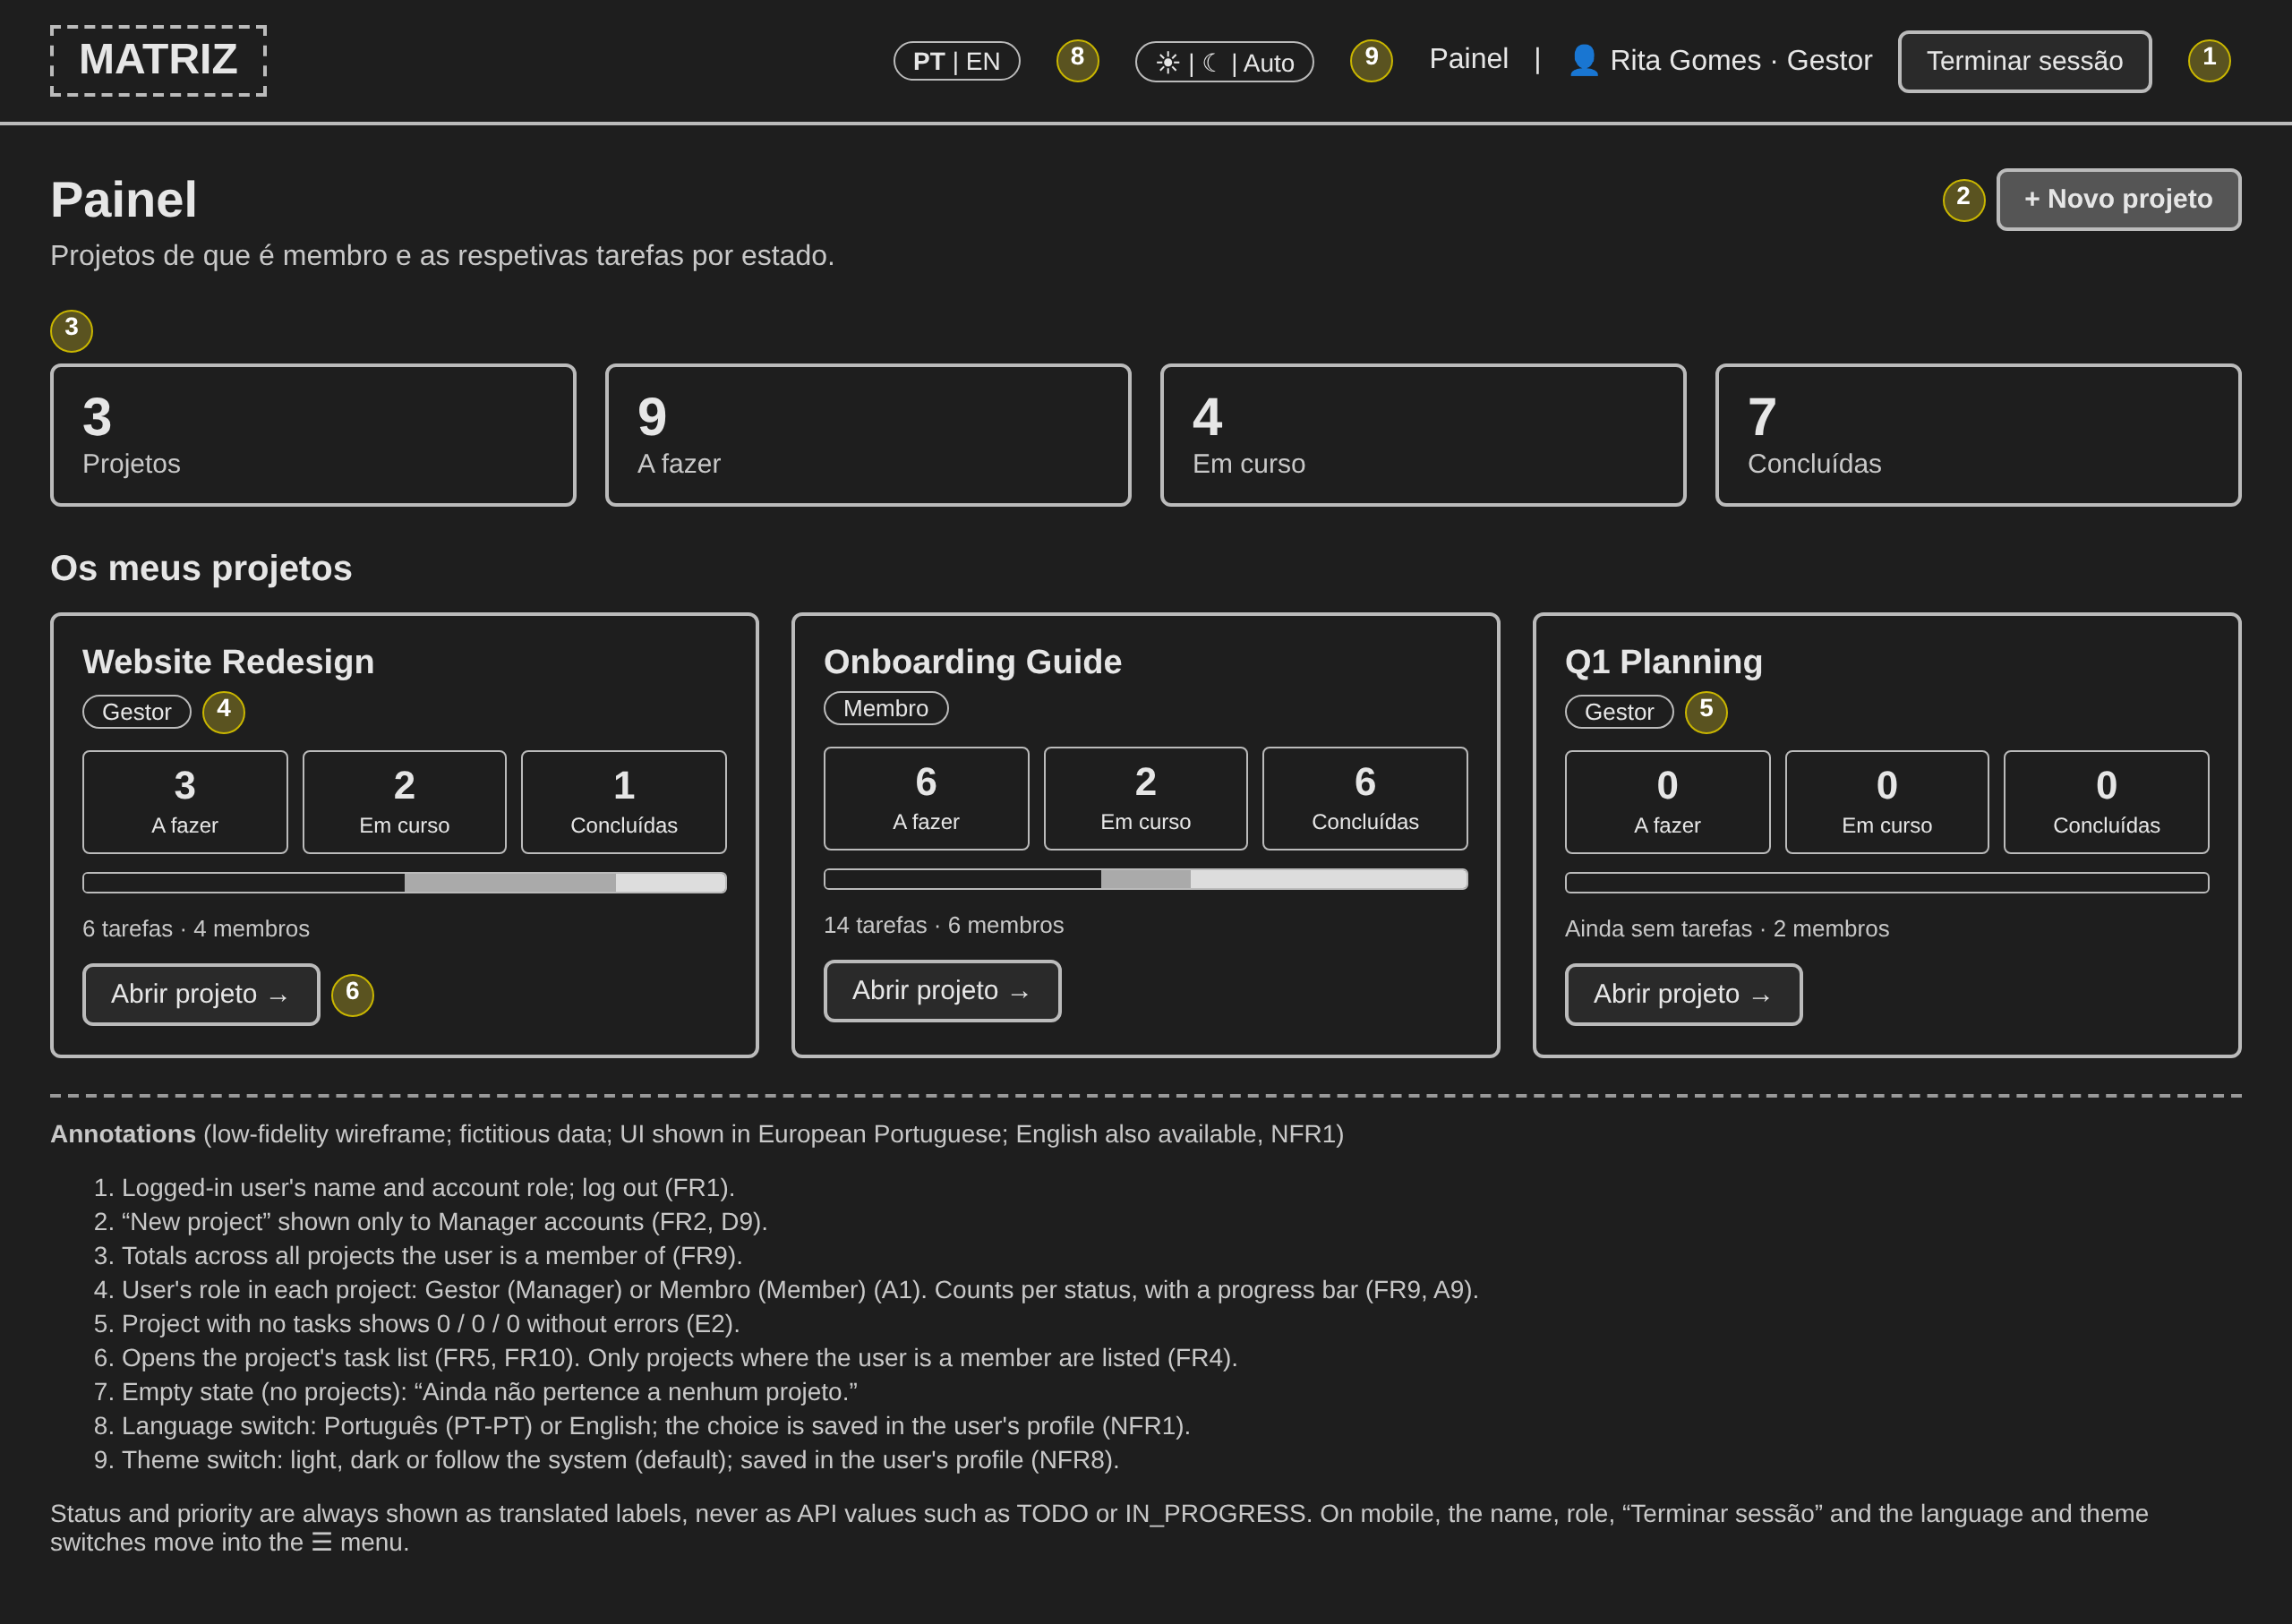 MATRIZ
PT | EN
8
☀ | ☾ | Auto
9
Painel | 👤 Rita Gomes · Gestor
Terminar sessão
1
Painel
2
+ Novo projeto
Projetos de que é membro e as respetivas tarefas por estado.
3
3
Projetos
9
A fazer
4
Em curso
7
Concluídas
Os meus projetos
Website Redesign
Gestor
4
3
A fazer
2
Em curso
1
Concluídas
6 tarefas · 4 membros
Abrir projeto →
6
Onboarding Guide
Membro
6
A fazer
2
Em curso
6
Concluídas
14 tarefas · 6 membros
Abrir projeto →
Q1 Planning
Gestor
5
0
A fazer
0
Em curso
0
Concluídas
Ainda sem tarefas · 2 membros
Abrir projeto →
Annotations (low-fidelity wireframe; fictitious data; UI shown in European Portuguese; English also available, NFR1)
1. Logged-in user's name and account role; log out (FR1).
2. “New project” shown only to Manager accounts (FR2, D9).
3. Totals across all projects the user is a member of (FR9).
4. User's role in each project: Gestor (Manager) or Membro (Member) (A1). Counts per status, with a progress bar (FR9, A9).
5. Project with no tasks shows 0 / 0 / 0 without errors (E2).
6. Opens the project's task list (FR5, FR10). Only projects where the user is a member are listed (FR4).
7. Empty state (no projects): “Ainda não pertence a nenhum projeto.”
8. Language switch: Português (PT-PT) or English; the choice is saved in the user's profile (NFR1).
9. Theme switch: light, dark or follow the system (default); saved in the user's profile (NFR8).
Status and priority are always shown as translated labels, never as API values such as TODO or IN_PROGRESS. On mobile, the name, role, “Terminar sessão” and the language and theme
switches move into the ☰ menu.